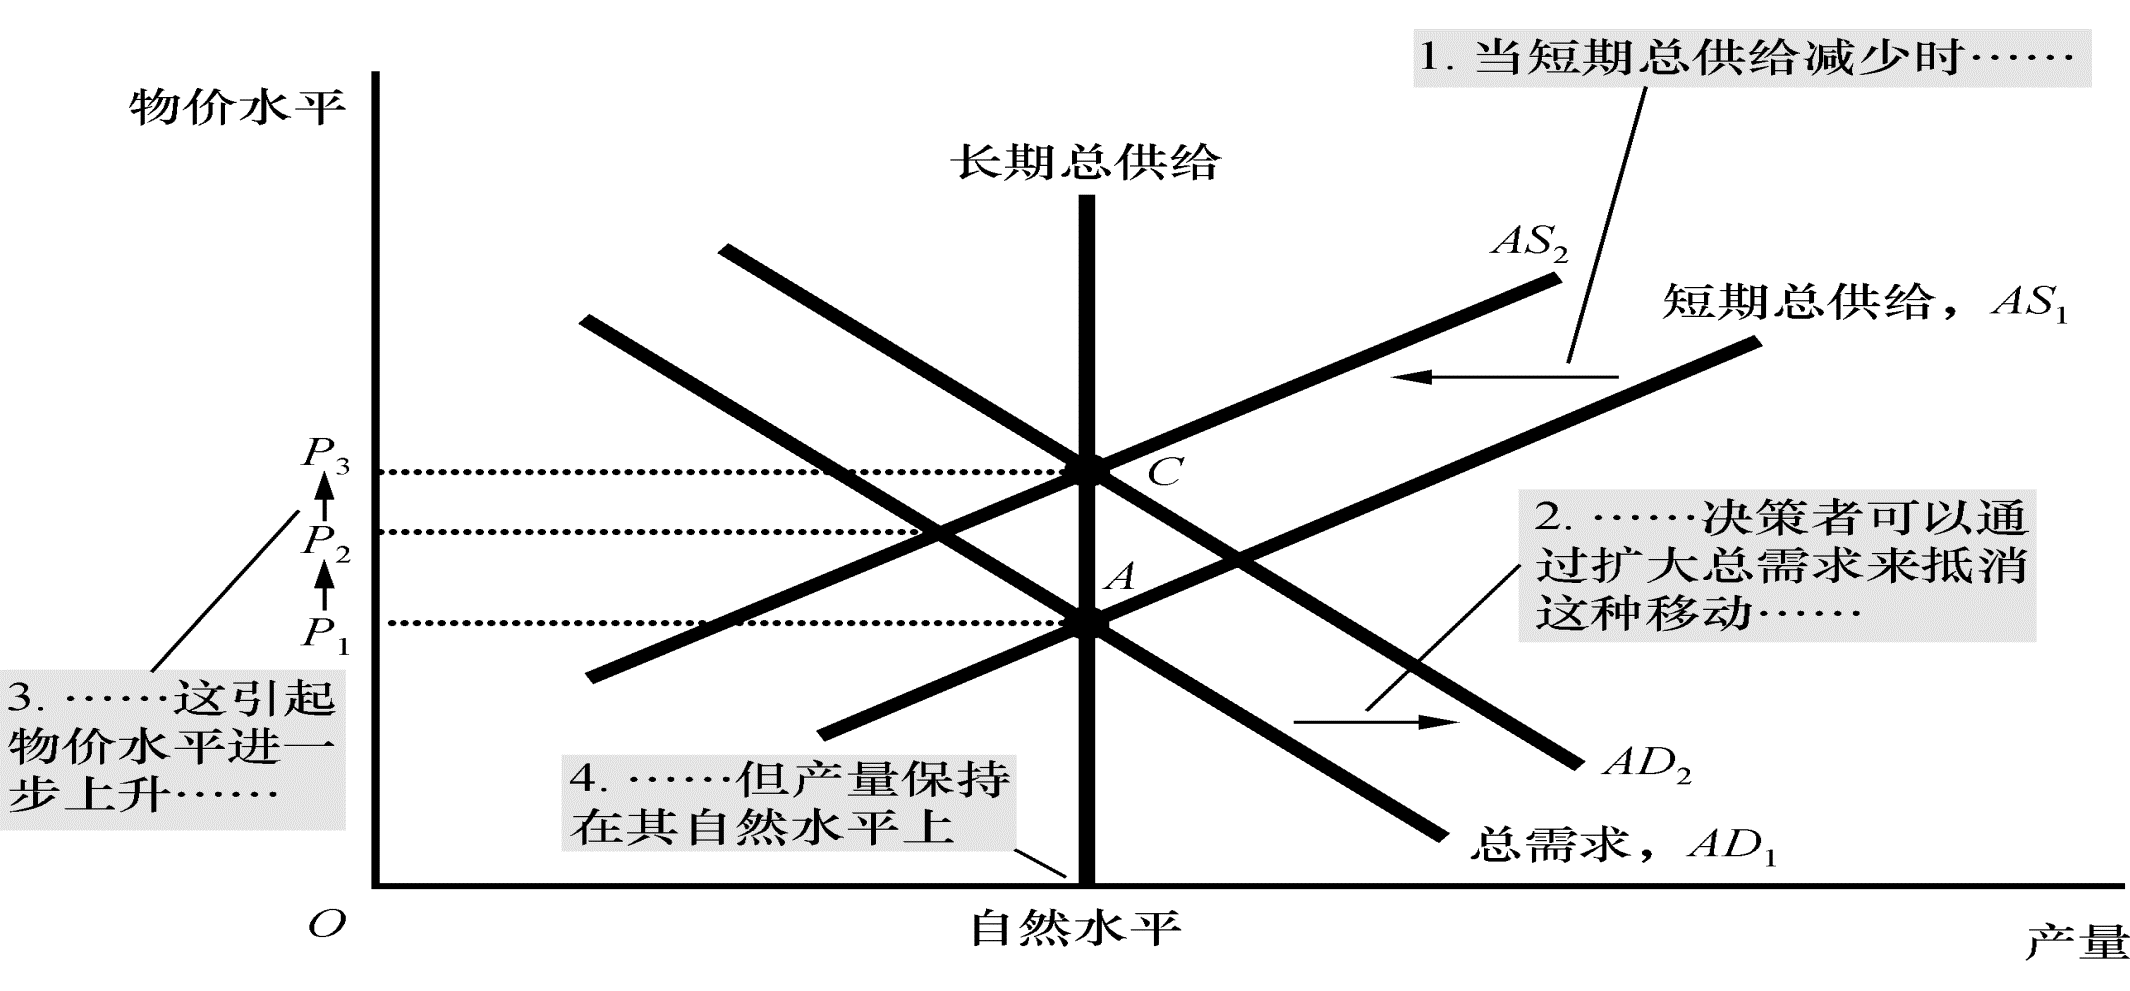 1. 当短期总供给减少时……
物价水平
长期总供给
AS₂
短期总供给，AS₁
P₃
C
2. ……决策者可以通
过扩大总需求来抵消
这种移动……
P₂
A
P₁
3. ……这引起
物价水平进一
步上升……
4. ……但产量保持
在其自然水平上
AD₂
总需求，AD₁
O
自然水平
产量